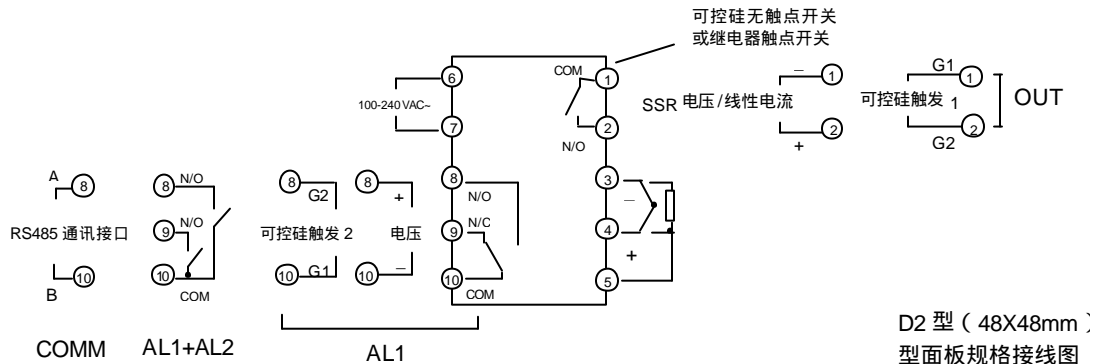 可控硅无触点开关
或继电器触点开关
6
COM
1
100-240 VAC~
7
2
N/O
SSR 电压/线性电流
－
1
2
+
可控硅触发 1
G1
1
2
G2
OUT
A
8
RS485 通讯接口
10
B
COMM
8
N/O
9
N/O
10
COM
AL1+AL2
8
G2
可控硅触发 2
10
G1
8
+
电压
10
－
8
N/O
9
N/C
10
COM
AL1
3
－
4
+
5
D2 型（48X48mm）
型面板规格接线图